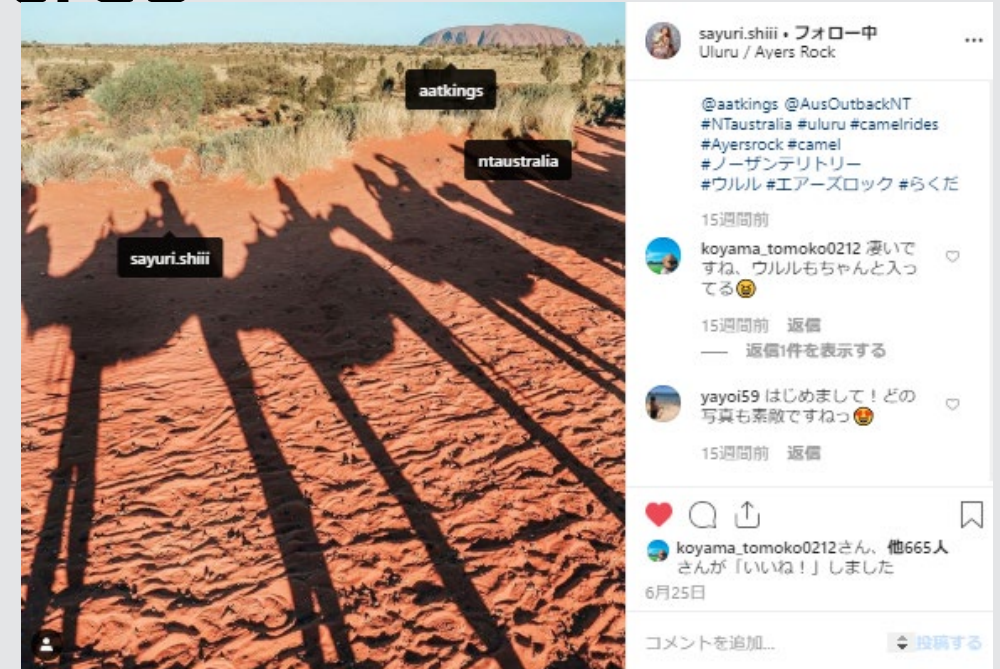 aatkings
ntaustralia
sayuri.shiii
sayuri.shiii • フォロー中
Uluru / Ayers Rock
@aatkings @AusOutbackNT
#NTaustralia #uluru #camelrides
#Ayersrock #camel
#ノーザンテリトリー
#ウルル #エアーズロック #らくだ
15週間前
koyama_tomoko0212 凄いで
すね、ウルルもちゃんと入っ
てる
15週間前 返信
返信1件を表示する
yayoi59 はじめまして！どの
写真も素敵ですねっ
15週間前 返信
koyama_tomoko0212さん、他665人
さんが「いいね！」しました
6月25日
コメントを追加... 投稿する